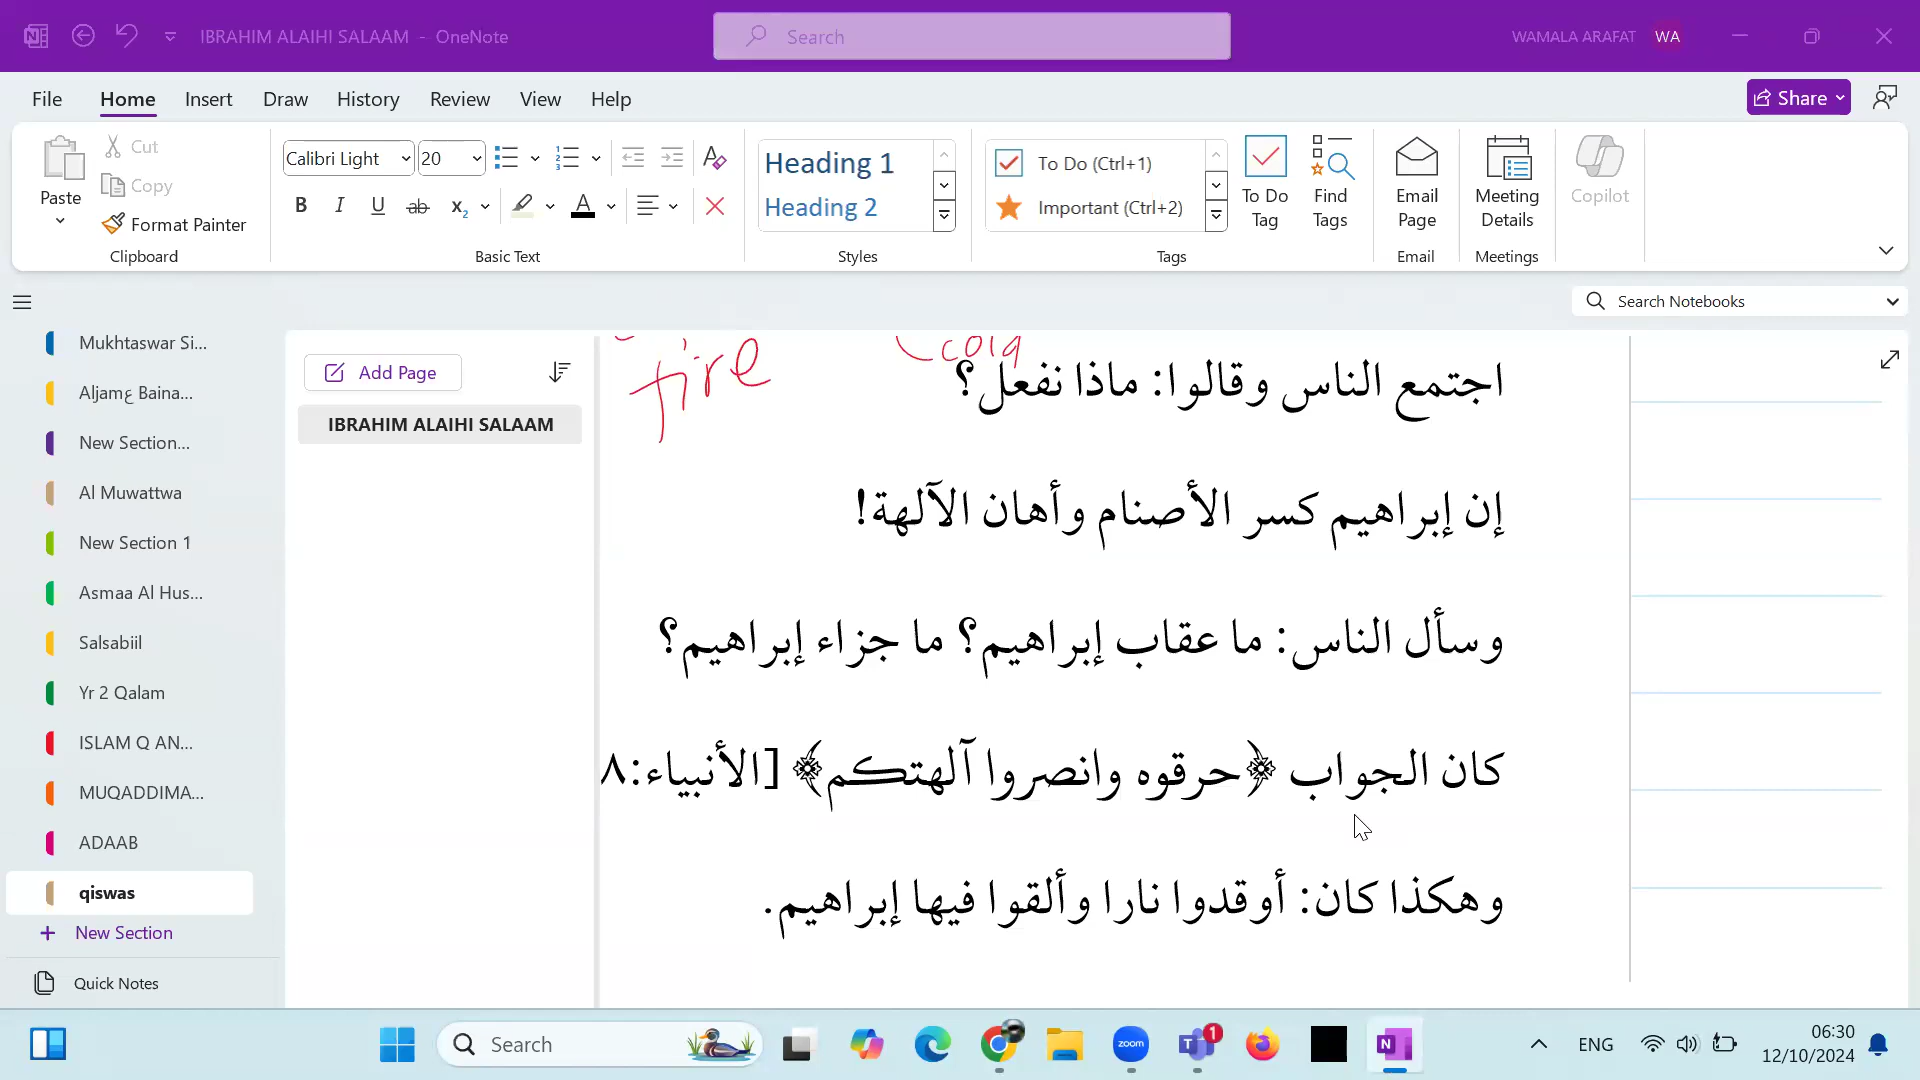 IBRAHIM ALAIHI SALAAM - OneNote
Search
WAMALA ARAFAT WA
File Home Insert Draw History Review View Help
Share
Paste
Cut
Copy
Format Painter
Clipboard
Calibri Light 20
B I U ab x₂ A
Basic Text
Heading 1
Heading 2
Styles
To Do (Ctrl+1)
Important (Ctrl+2)
Tags
To Do Tag
Find Tags
Email Page
Email
Meeting Details
Meetings
Copilot
Search Notebooks
Mukhtaswar Si...
Aljamع Baina...
New Section...
Al Muwattwa
New Section 1
Asmaa Al Hus...
Salsabiil
Yr 2 Qalam
ISLAM Q AN...
MUQADDIMA...
ADAAB
qiswas
New Section
Quick Notes
Add Page
IBRAHIM ALAIHI SALAAM
fire
cold
اجتمع الناس وقالوا: ماذا نفعل؟
إن إبراهيم كسر الأصنام وأهان الآلهة!
وسأل الناس: ما عقاب إبراهيم؟ ما جزاء إبراهيم؟
كان الجواب ﴿حرقوه وانصروا آلهتكم﴾ [الأنبياء:٨
وهكذا كان: أوقدوا نارا وألقوا فيها إبراهيم.
Search
zoom
1
N
ENG
06:30
12/10/2024